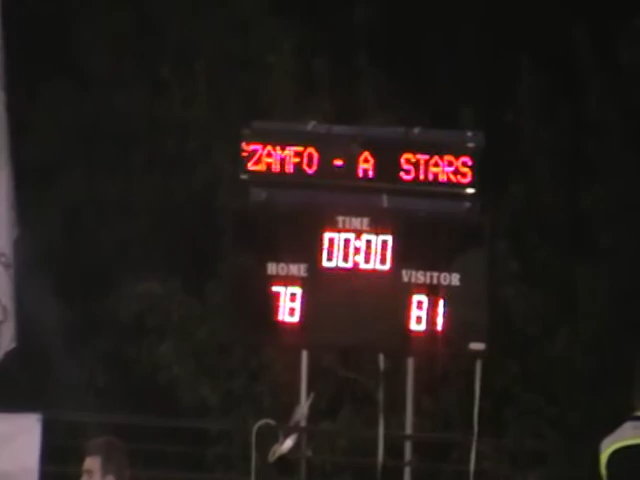 ZAMFO - A STARS
TIME
00:00
HOME VISITOR
78 81